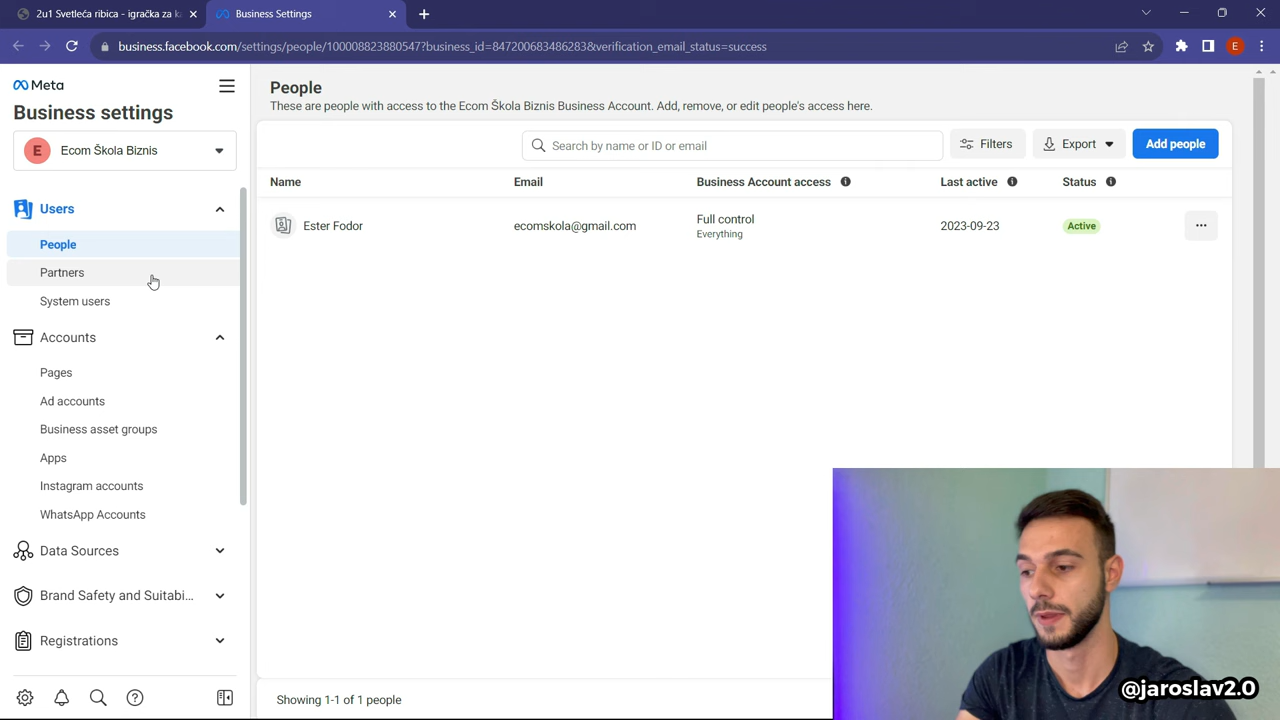 2u1 Svetleća ribica - igračka za k
Business Settings
business.facebook.com/settings/people/100008823880547?business_id=847200683486283&verification_email_status=success
E
Meta
Business settings
E Ecom Škola Biznis
Users
People
Partners
System users
Accounts
Pages
Ad accounts
Business asset groups
Apps
Instagram accounts
WhatsApp Accounts
Data Sources
Brand Safety and Suitabi...
Registrations
People
These are people with access to the Ecom Škola Biznis Business Account. Add, remove, or edit people's access here.
Search by name or ID or email
Filters
Export
Add people
Name Email Business Account access Last active Status
Ester Fodor ecomskola@gmail.com Full control 2023-09-23 Active ...
Everything
Showing 1-1 of 1 people
@jaroslav2.0